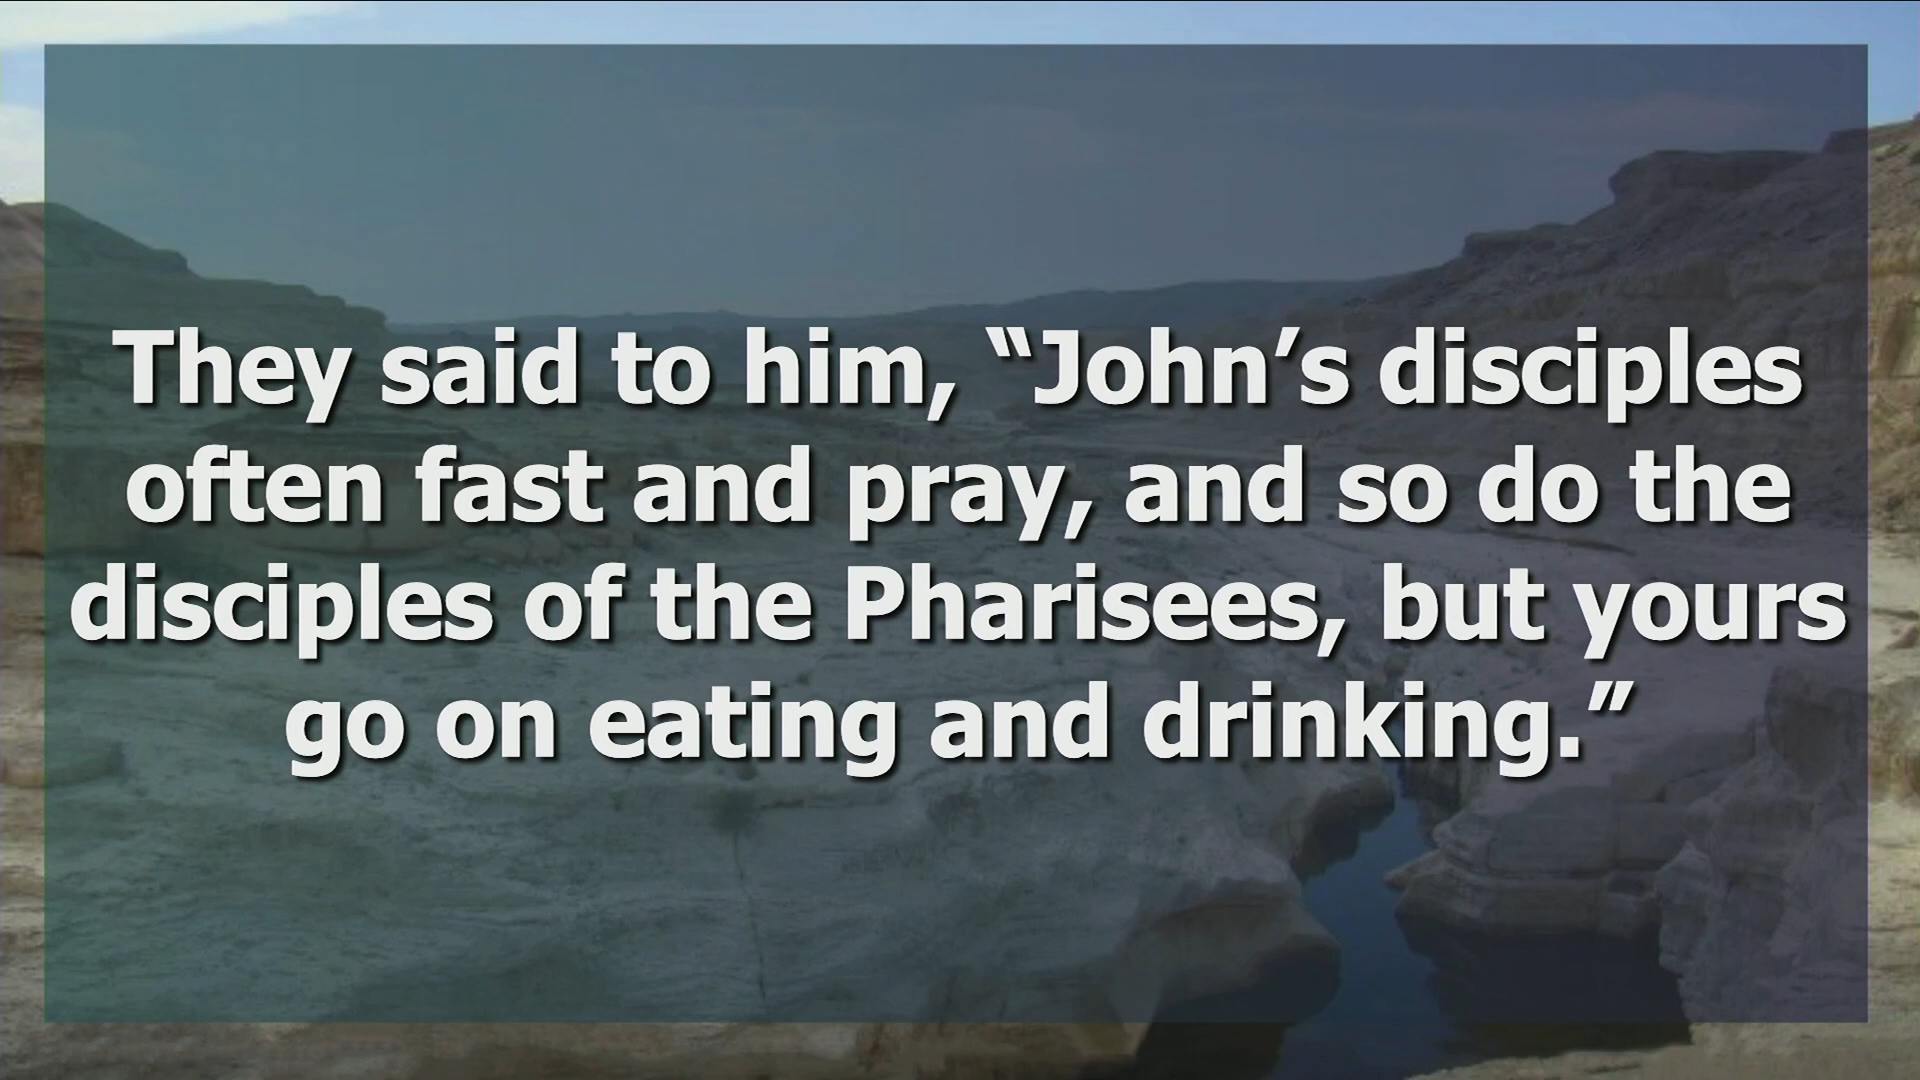 They said to him, “John’s disciples
often fast and pray, and so do the
disciples of the Pharisees, but yours
go on eating and drinking.”